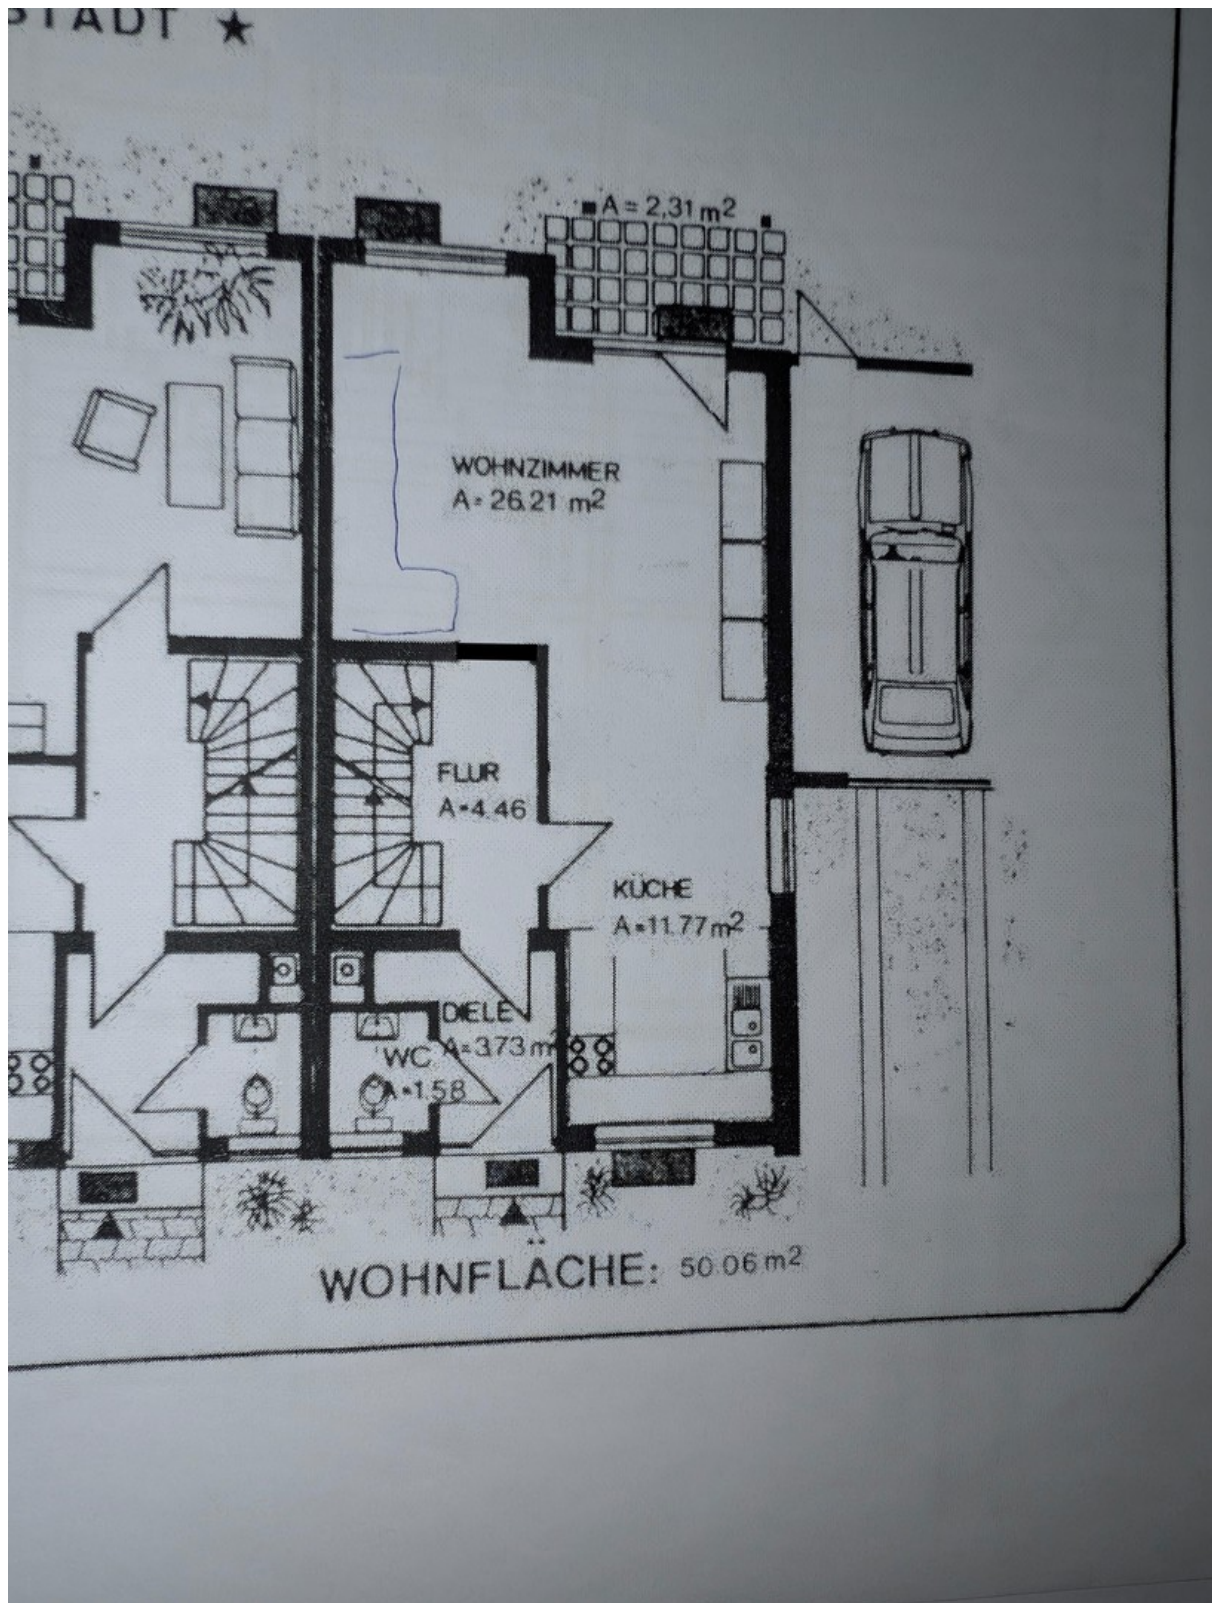 STADT ★
A = 2,31 m²
WOHNZIMMER
A = 26.21 m²
FLUR
A = 4.46
KÜCHE
A = 11.77 m²
DIELE
A = 3.73 m²
WC
A = 1.58
WOHNFLÄCHE: 50.06 m²